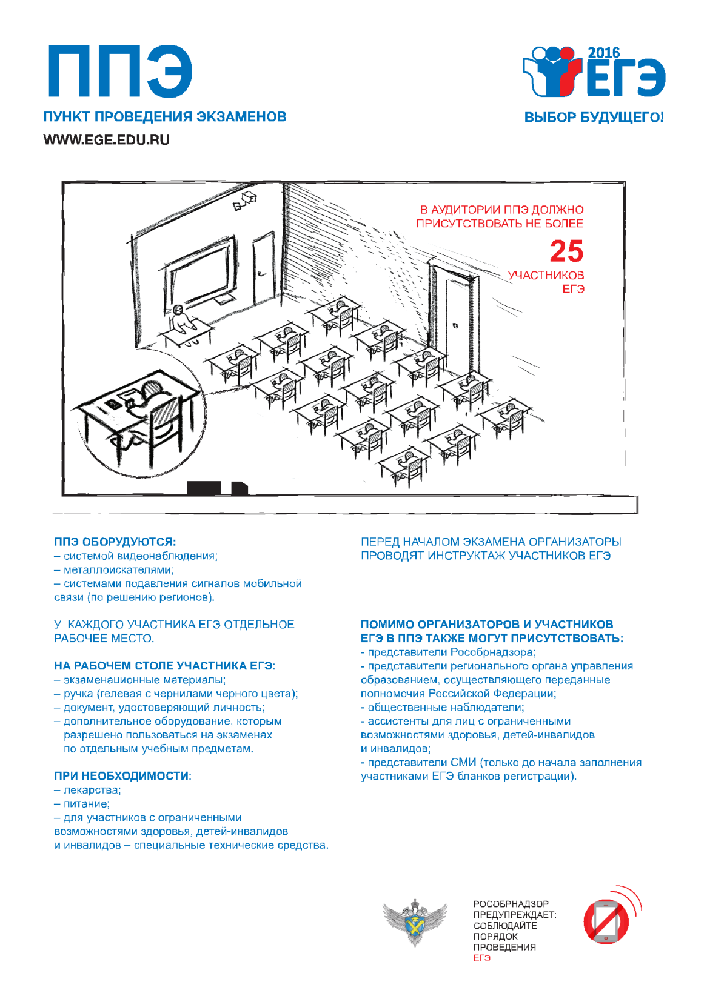 ППЭ
ПУНКТ ПРОВЕДЕНИЯ ЭКЗАМЕНОВ
WWW.EGE.EDU.RU
2016
ЕГЭ
ВЫБОР БУДУЩЕГО!
В АУДИТОРИИ ППЭ ДОЛЖНО
ПРИСУТСТВОВАТЬ НЕ БОЛЕЕ
25
УЧАСТНИКОВ
ЕГЭ
ППЭ ОБОРУДУЮТСЯ:
– системой видеонаблюдения;
– металлоискателями;
– системами подавления сигналов мобильной
связи (по решению регионов).
У КАЖДОГО УЧАСТНИКА ЕГЭ ОТДЕЛЬНОЕ
РАБОЧЕЕ МЕСТО.
НА РАБОЧЕМ СТОЛЕ УЧАСТНИКА ЕГЭ:
– экзаменационные материалы;
– ручка (гелевая с чернилами черного цвета);
– документ, удостоверяющий личность;
– дополнительное оборудование, которым
разрешено пользоваться на экзаменах
по отдельным учебным предметам.
ПРИ НЕОБХОДИМОСТИ:
– лекарства;
– питание;
– для участников с ограниченными
возможностями здоровья, детей-инвалидов
и инвалидов – специальные технические средства.
ПЕРЕД НАЧАЛОМ ЭКЗАМЕНА ОРГАНИЗАТОРЫ
ПРОВОДЯТ ИНСТРУКТАЖ УЧАСТНИКОВ ЕГЭ
ПОМИМО ОРГАНИЗАТОРОВ И УЧАСТНИКОВ
ЕГЭ В ППЭ ТАКЖЕ МОГУТ ПРИСУТСТВОВАТЬ:
- представители Рособрнадзора;
- представители регионального органа управления
образованием, осуществляющего переданные
полномочия Российской Федерации;
- общественные наблюдатели;
- ассистенты для лиц с ограниченными
возможностями здоровья, детей-инвалидов
и инвалидов;
- представители СМИ (только до начала заполнения
участниками ЕГЭ бланков регистрации).
РОСОБРНАДЗОР
ПРЕДУПРЕЖДАЕТ:
СОБЛЮДАЙТЕ
ПОРЯДОК
ПРОВЕДЕНИЯ
ЕГЭ